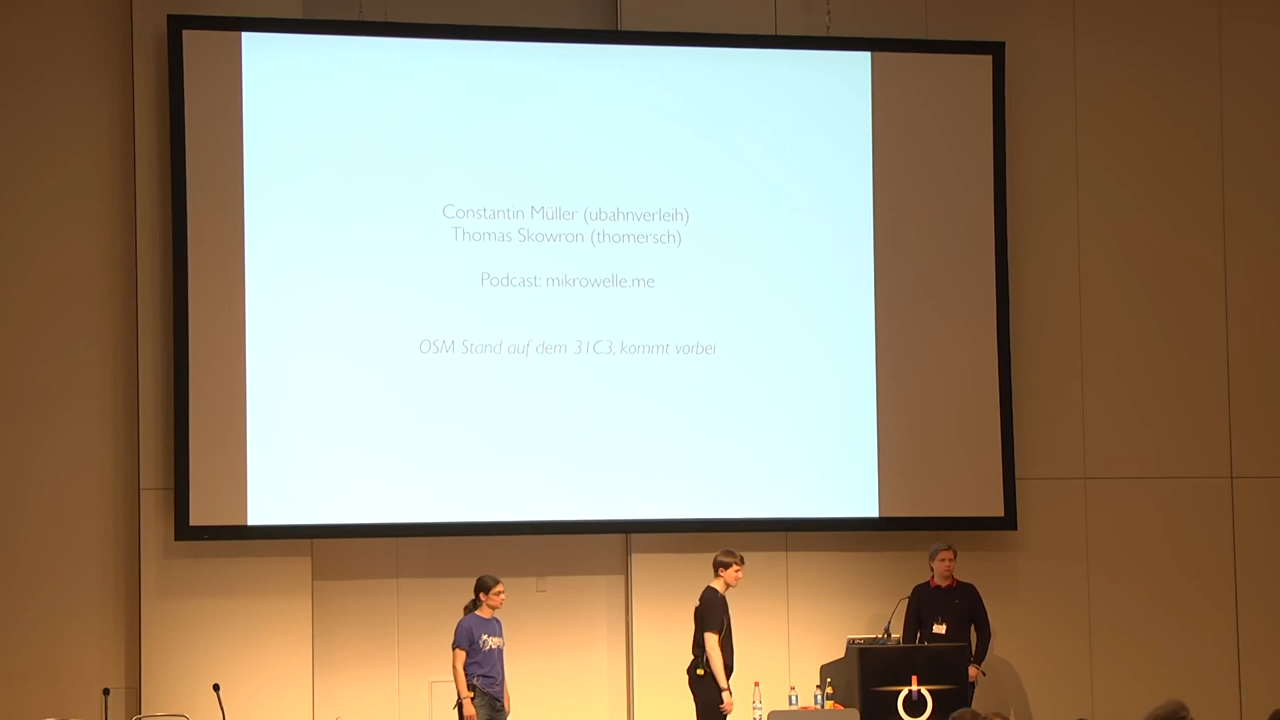 Constantin Müller (ubahnverleih)
Thomas Skowron (thomersch)
Podcast: mikrowelle.me
OSM Stand auf dem 31C3, kommt vorbei